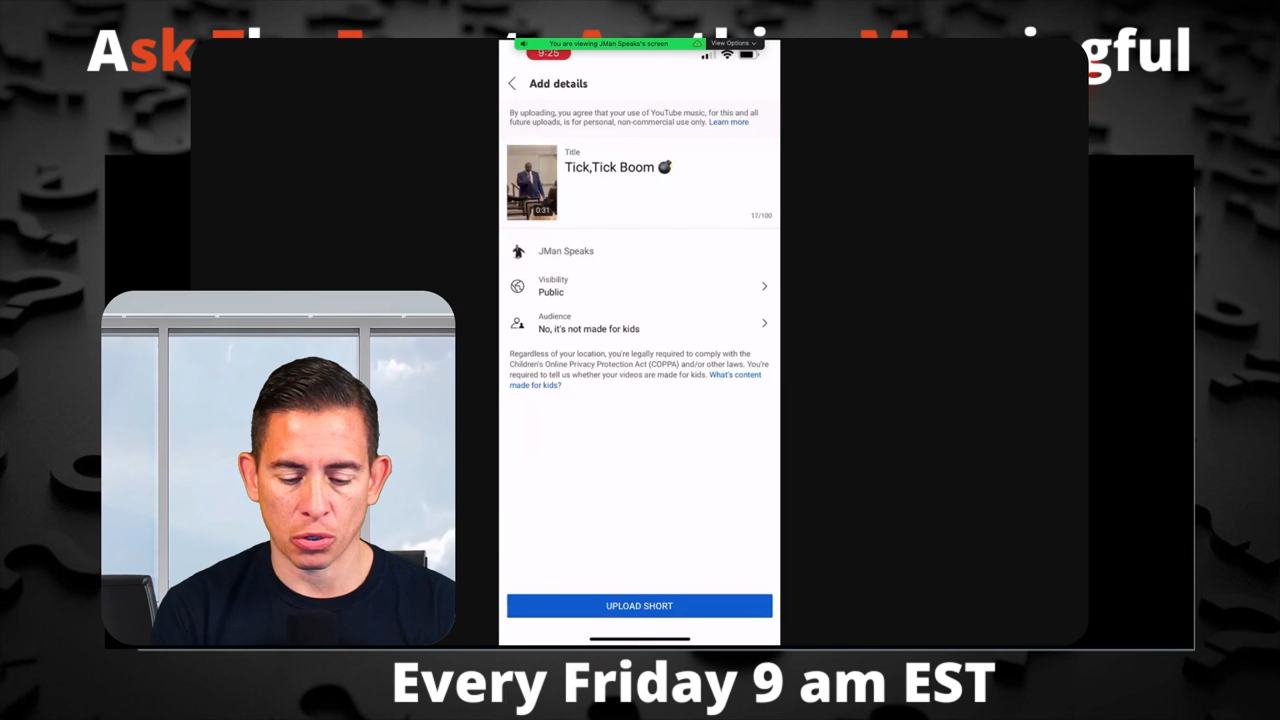 You are viewing JMan Speaks's screen
View Options
9:25
Add details
By uploading, you agree that your use of YouTube music, for this and all
future uploads, is for personal, non-commercial use only. Learn more
Title
Tick,Tick Boom 💣
0:31
17/100
JMan Speaks
Visibility
Public
Audience
No, it's not made for kids
Regardless of your location, you're legally required to comply with the
Children's Online Privacy Protection Act (COPPA) and/or other laws. You're
required to tell us whether your videos are made for kids. What's content
made for kids?
UPLOAD SHORT
Every Friday 9 am EST